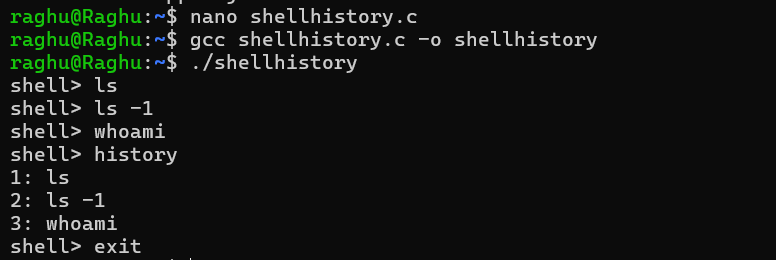 raghu@Raghu:~$ nano shellhistory.c
raghu@Raghu:~$ gcc shellhistory.c -o shellhistory
raghu@Raghu:~$ ./shellhistory
shell> ls
shell> ls -1
shell> whoami
shell> history
1: ls
2: ls -1
3: whoami
shell> exit